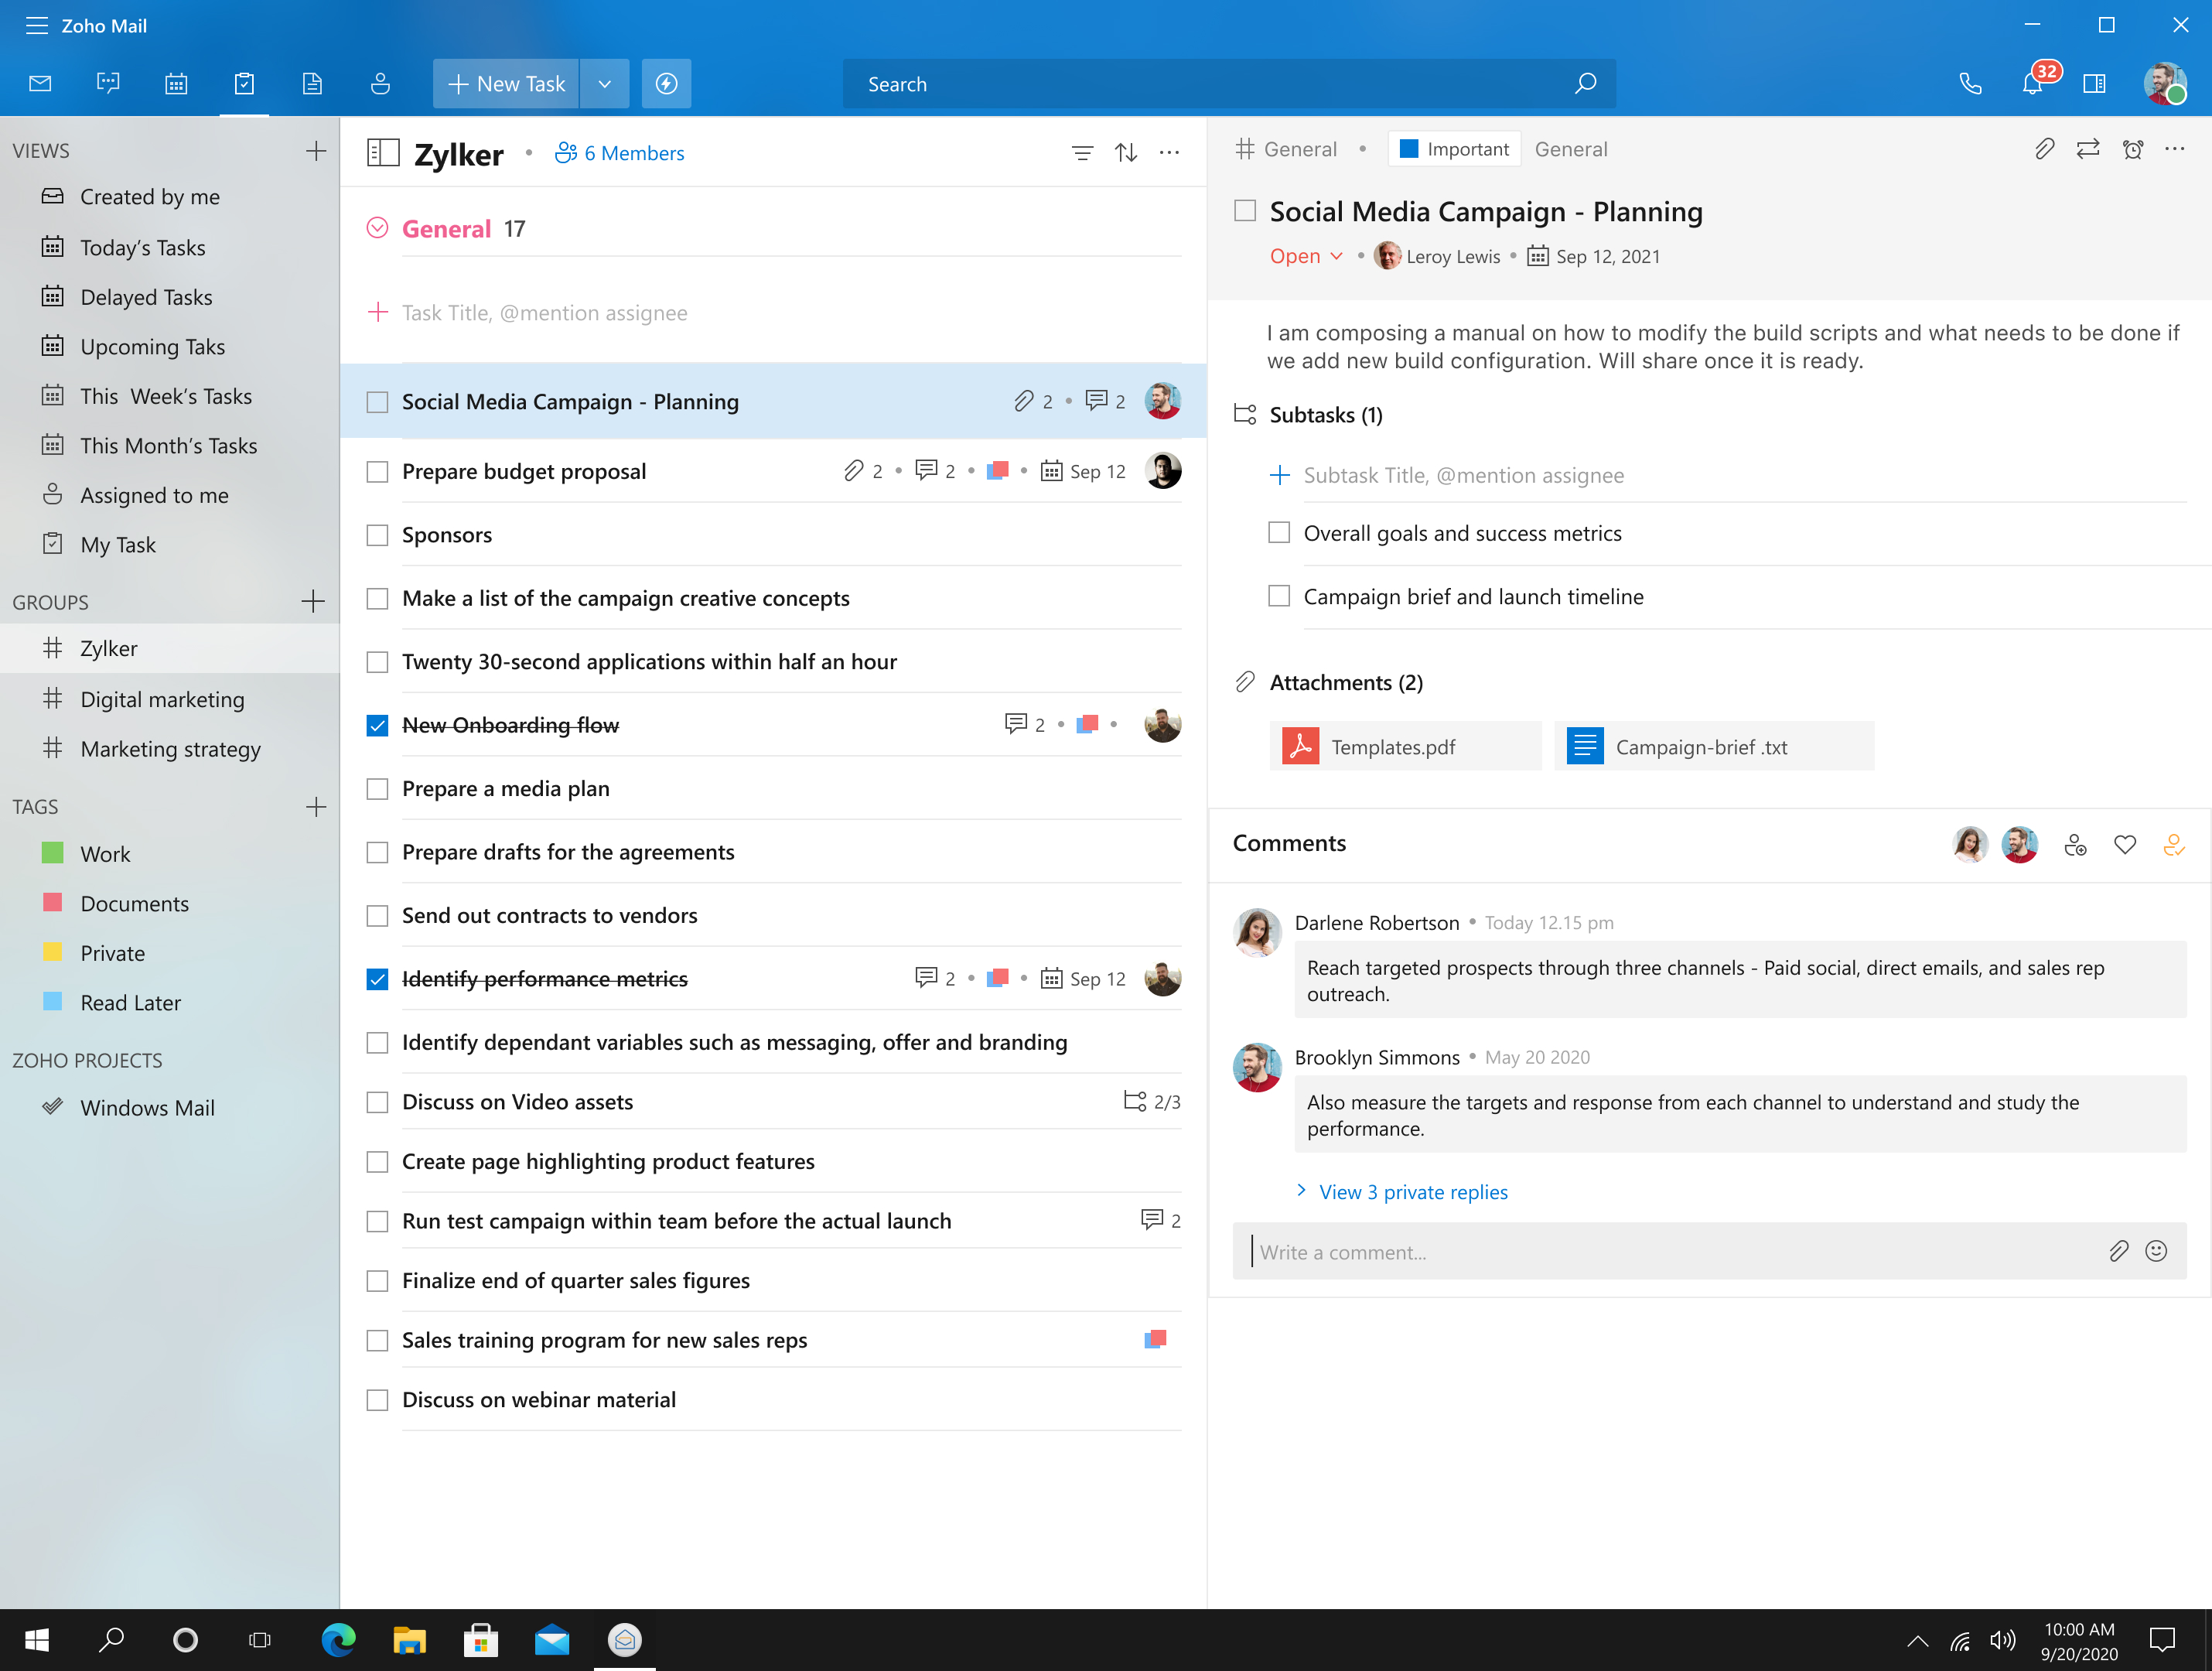 Zoho Mail
New Task
Search
32
VIEWS
Created by me
Today’s Tasks
Delayed Tasks
Upcoming Taks
This  Week’s Tasks
This Month’s Tasks
Assigned to me
My Task
GROUPS
Zylker
Digital marketing
Marketing strategy
TAGS
Work
Documents
Private
Read Later
ZOHO PROJECTS
Windows Mail
Zylker • 6 Members
General 17
Task Title, @mention assignee
Social Media Campaign - Planning 2 • 2
Prepare budget proposal 2 • 2 • • Sep 12
Sponsors
Make a list of the campaign creative concepts
Twenty 30-second applications within half an hour
New Onboarding flow 2 • •
Prepare a media plan
Prepare drafts for the agreements
Send out contracts to vendors
Identify performance metrics 2 • • Sep 12
Identify dependant variables such as messaging, offer and branding
Discuss on Video assets 2/3
Create page highlighting product features
Run test campaign within team before the actual launch 2
Finalize end of quarter sales figures
Sales training program for new sales reps
Discuss on webinar material
# General • Important General
Social Media Campaign - Planning
Open • Leroy Lewis • Sep 12, 2021
I am composing a manual on how to modify the build scripts and what needs to be done if
we add new build configuration. Will share once it is ready.
Subtasks (1)
Subtask Title, @mention assignee
Overall goals and success metrics
Campaign brief and launch timeline
Attachments (2)
Templates.pdf Campaign-brief .txt
Comments
Darlene Robertson • Today 12.15 pm
Reach targeted prospects through three channels - Paid social, direct emails, and sales rep
outreach.
Brooklyn Simmons • May 20 2020
Also measure the targets and response from each channel to understand and study the
performance.
View 3 private replies
Write a comment...
10:00 AM
9/20/2020